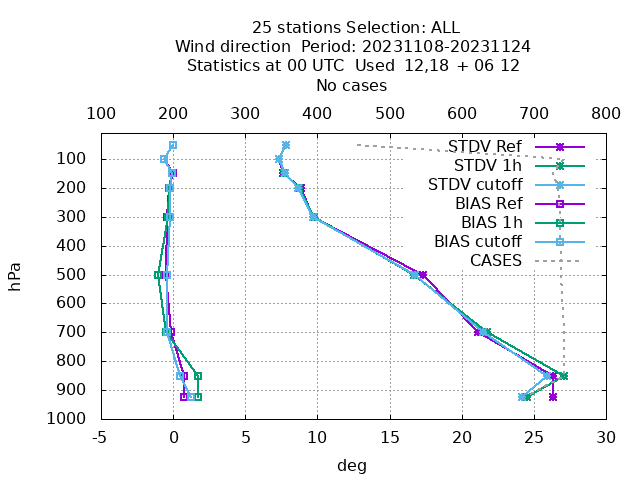 25 stations Selection: ALL
Wind direction  Period: 20231108-20231124
Statistics at 00 UTC  Used  12,18 + 06 12
No cases
100 200 300 400 500 600 700 800
STDV Ref
STDV 1h
STDV cutoff
BIAS Ref
BIAS 1h
BIAS cutoff
CASES
100
200
300
400
500
600
700
800
900
1000
hPa
-5 0 5 10 15 20 25 30
deg